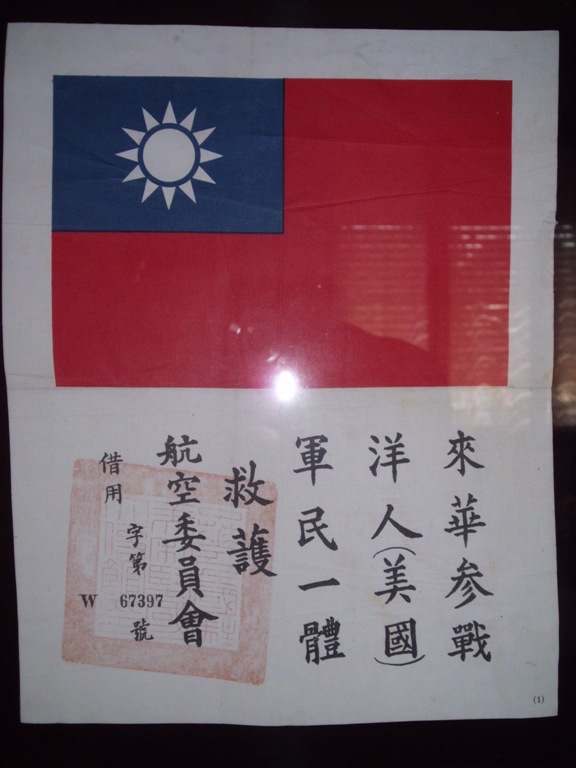 來華参戰
洋人(美國)
軍民一體
救護
航空委員會
借用
字第
W 67397
號
(1)